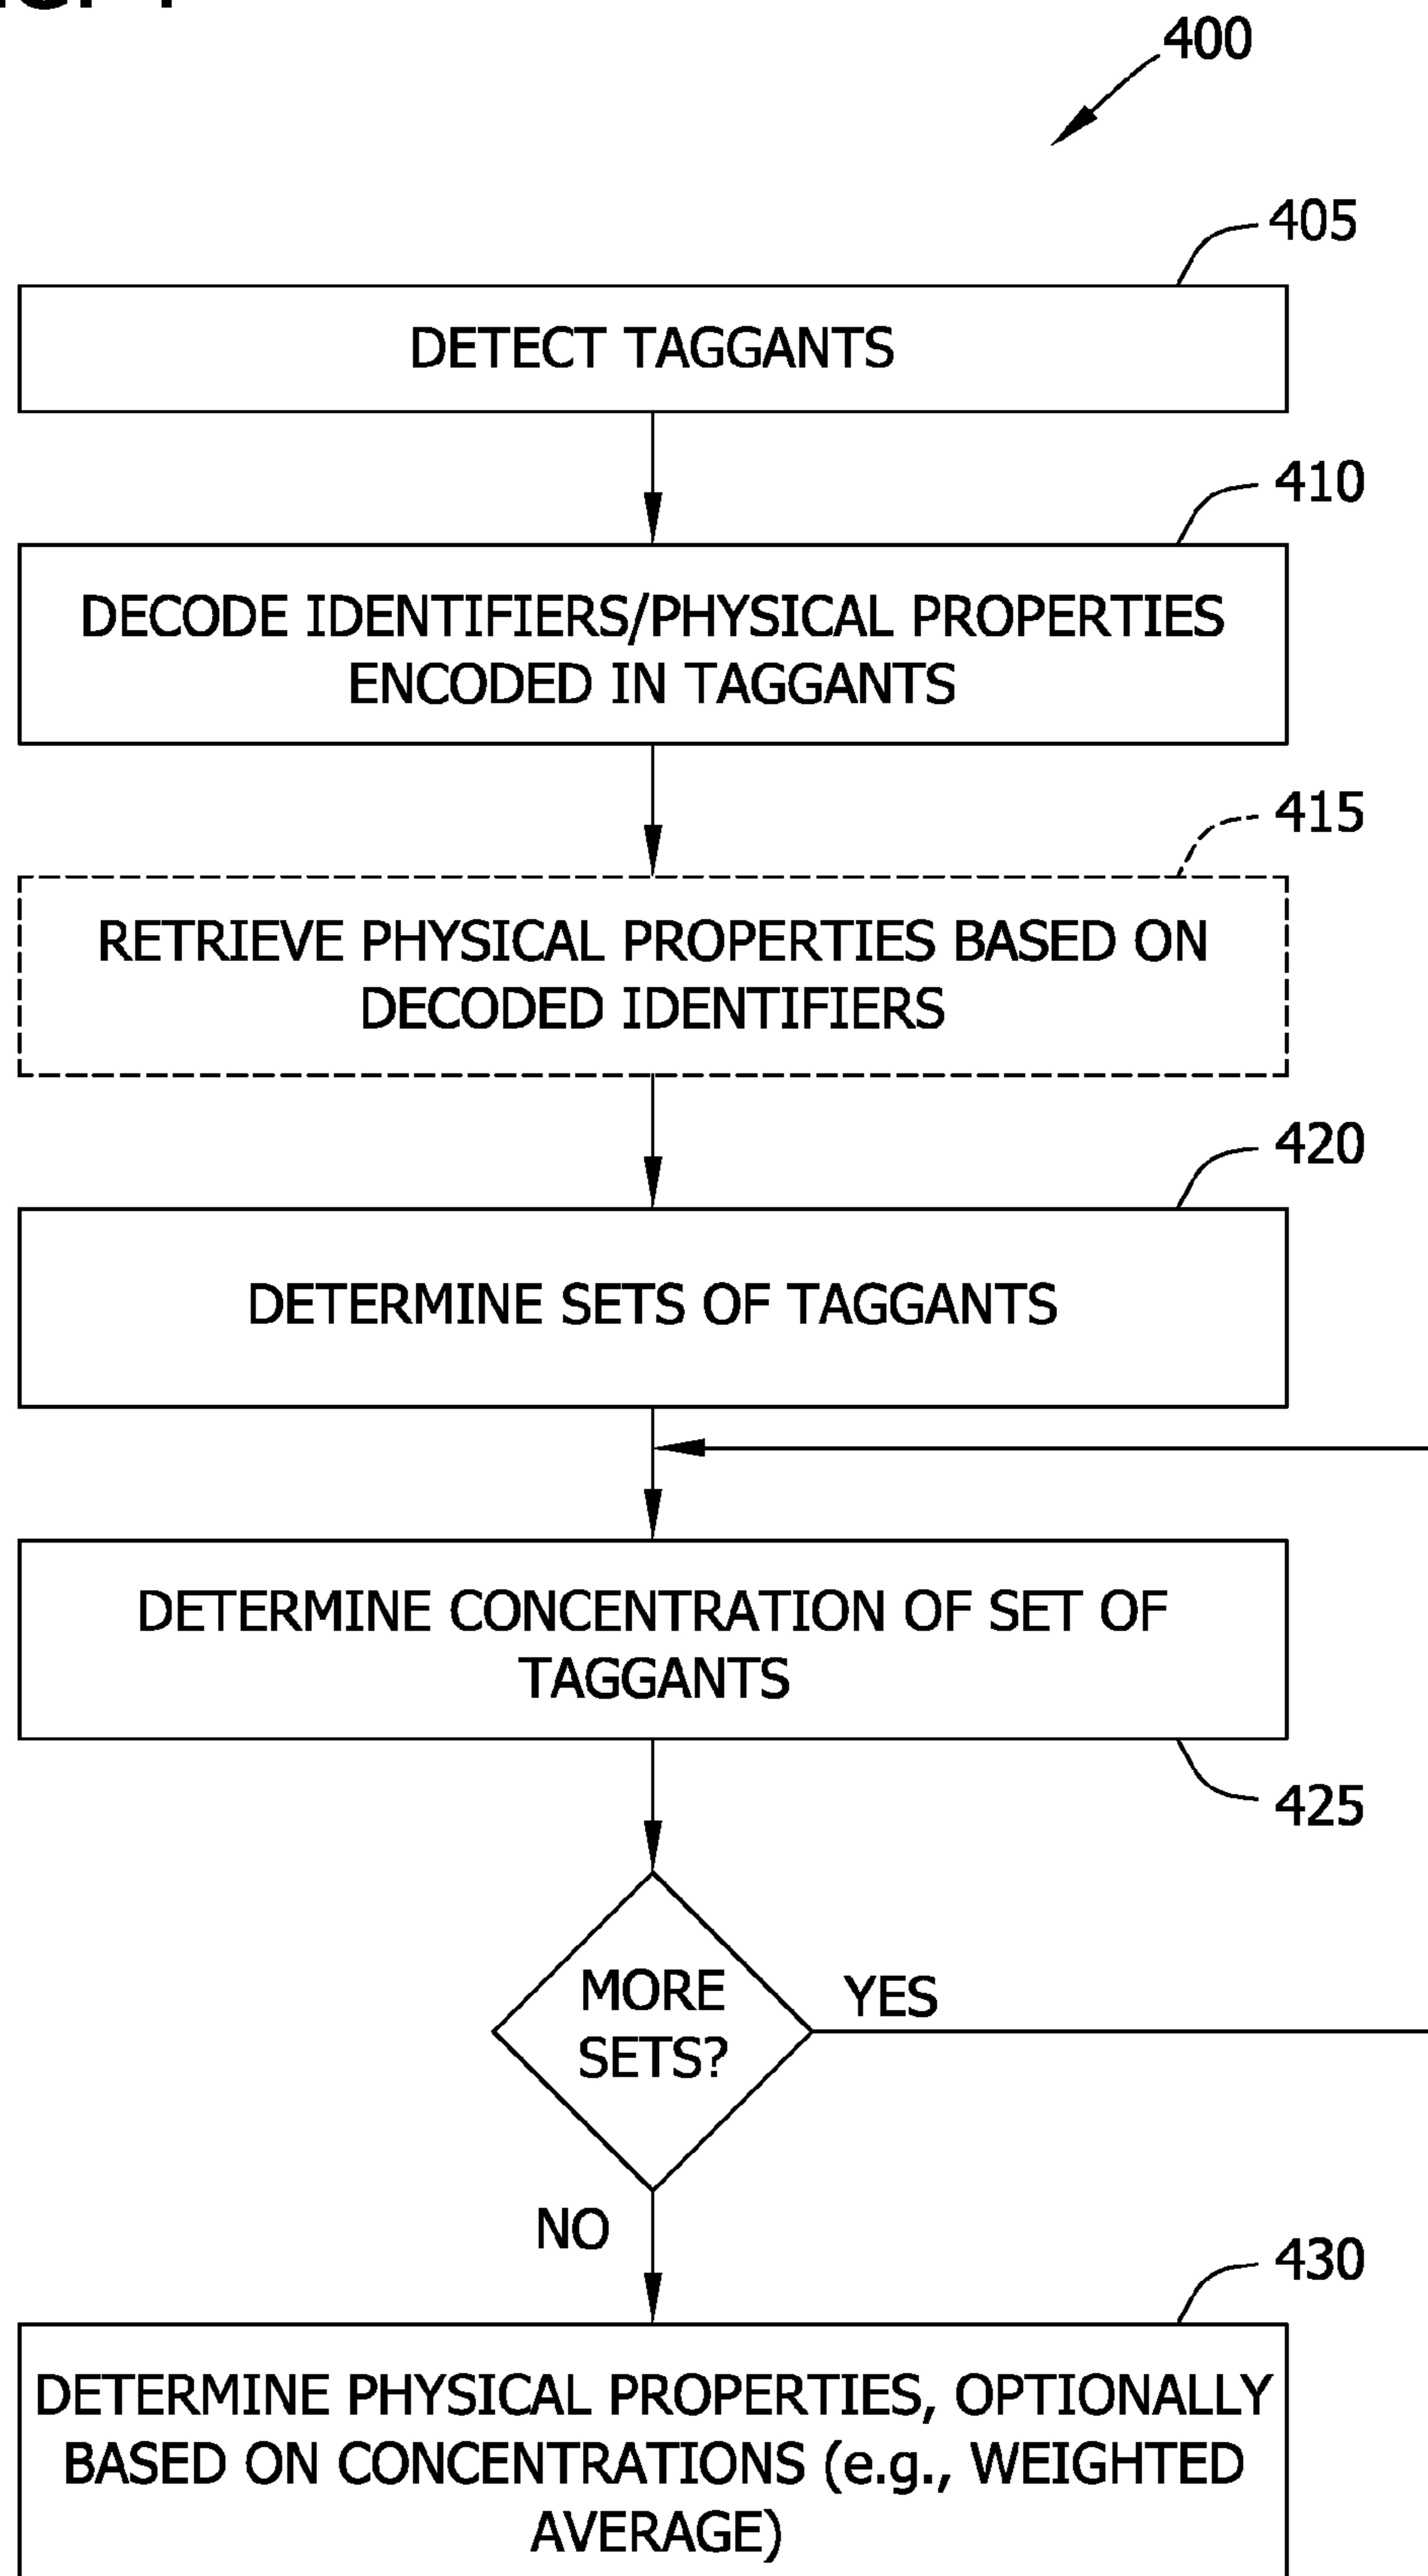 400
405
DETECT TAGGANTS
410
DECODE IDENTIFIERS/PHYSICAL PROPERTIES
ENCODED IN TAGGANTS
415
RETRIEVE PHYSICAL PROPERTIES BASED ON
DECODED IDENTIFIERS
420
DETERMINE SETS OF TAGGANTS
DETERMINE CONCENTRATION OF SET OF
TAGGANTS
425
MORE
SETS?
YES
NO
430
DETERMINE PHYSICAL PROPERTIES, OPTIONALLY
BASED ON CONCENTRATIONS (e.g., WEIGHTED
AVERAGE)